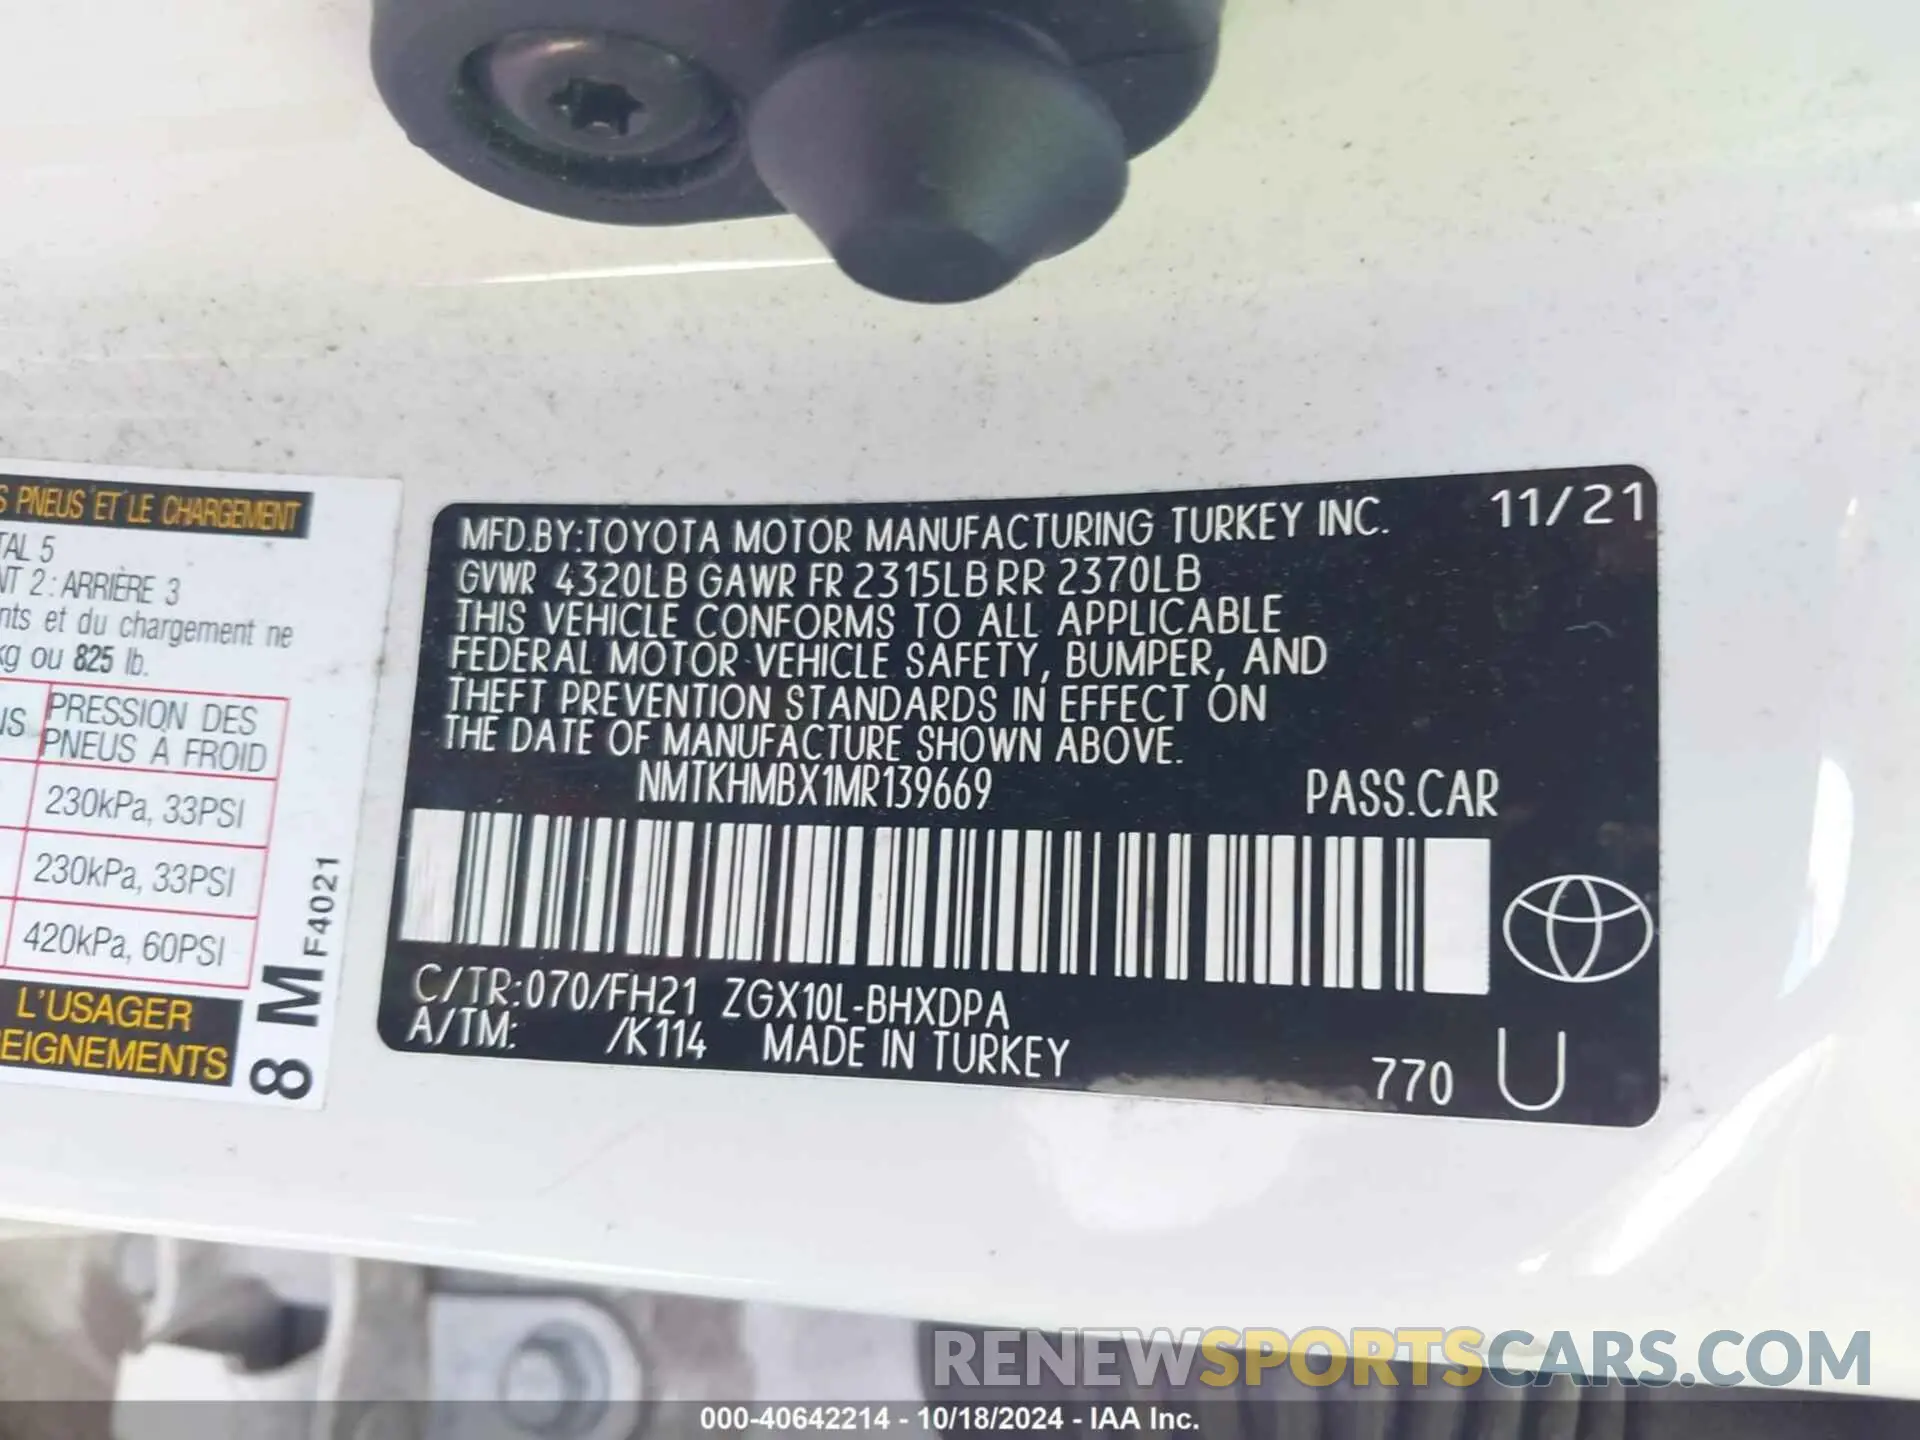 PNEUS ET LE CHARGEMENT
TAL 5
NT 2 : ARRIÈRE 3
nts et du chargement ne
kg ou 825 lb.
PRESSION DES
PNEUS À FROID
230kPa, 33PSI
230kPa, 33PSI
420kPa, 60PSI
L'USAGER
EIGNEMENTS
8 M F4021
MFD.BY:TOYOTA MOTOR MANUFACTURING TURKEY INC. 11/21
GVWR 4320LB GAWR FR 2315LB RR 2370LB
THIS VEHICLE CONFORMS TO ALL APPLICABLE
FEDERAL MOTOR VEHICLE SAFETY, BUMPER, AND
THEFT PREVENTION STANDARDS IN EFFECT ON
THE DATE OF MANUFACTURE SHOWN ABOVE.
NMTKHMBX1MR139669 PASS.CAR
C/TR:070/FH21 ZGX10L-BHXDPA
A/TM: /K114 MADE IN TURKEY
770 U
RENEWSPORTSCARS.COM
000-40642214 - 10/18/2024 - IAA Inc.